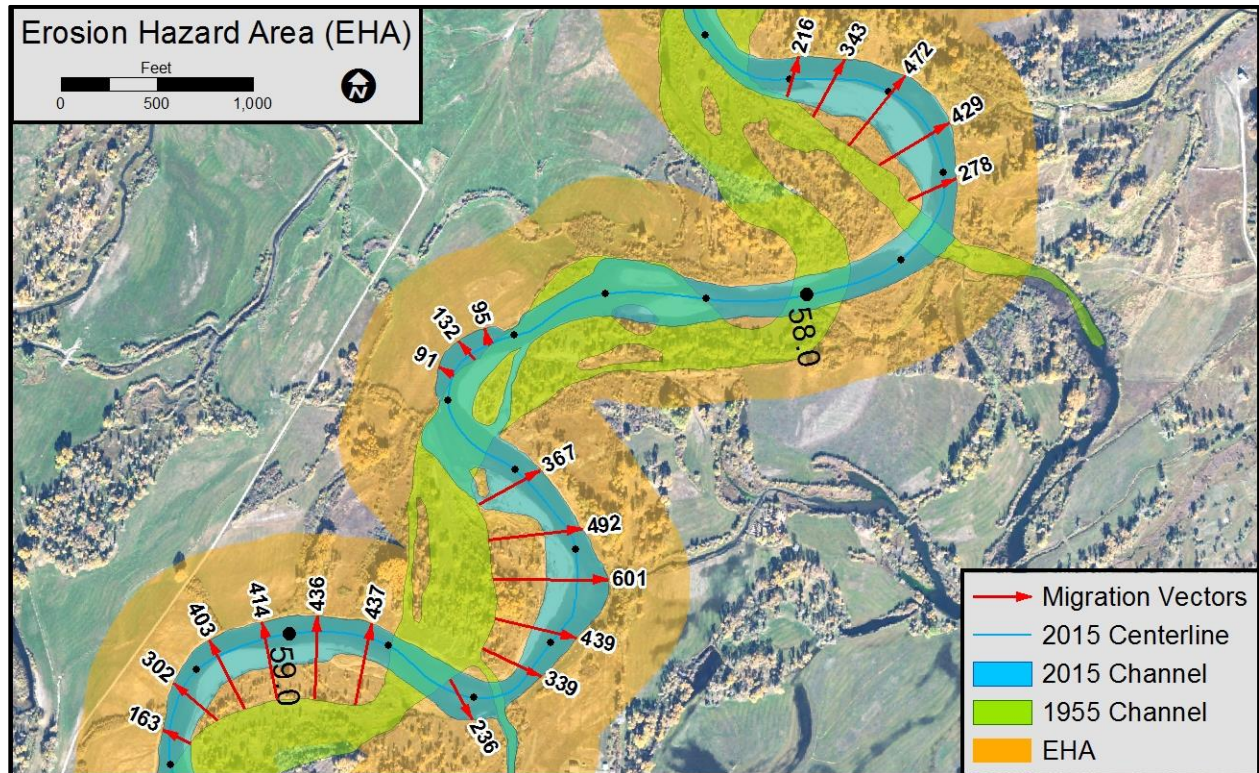 Erosion Hazard Area (EHA)
Feet
0 500 1,000
N
216
343
472
429
278
58.0
95
132
91
367
492
601
439
339
236
437
436
414
403
302
163
59.0
Migration Vectors
2015 Centerline
2015 Channel
1955 Channel
EHA